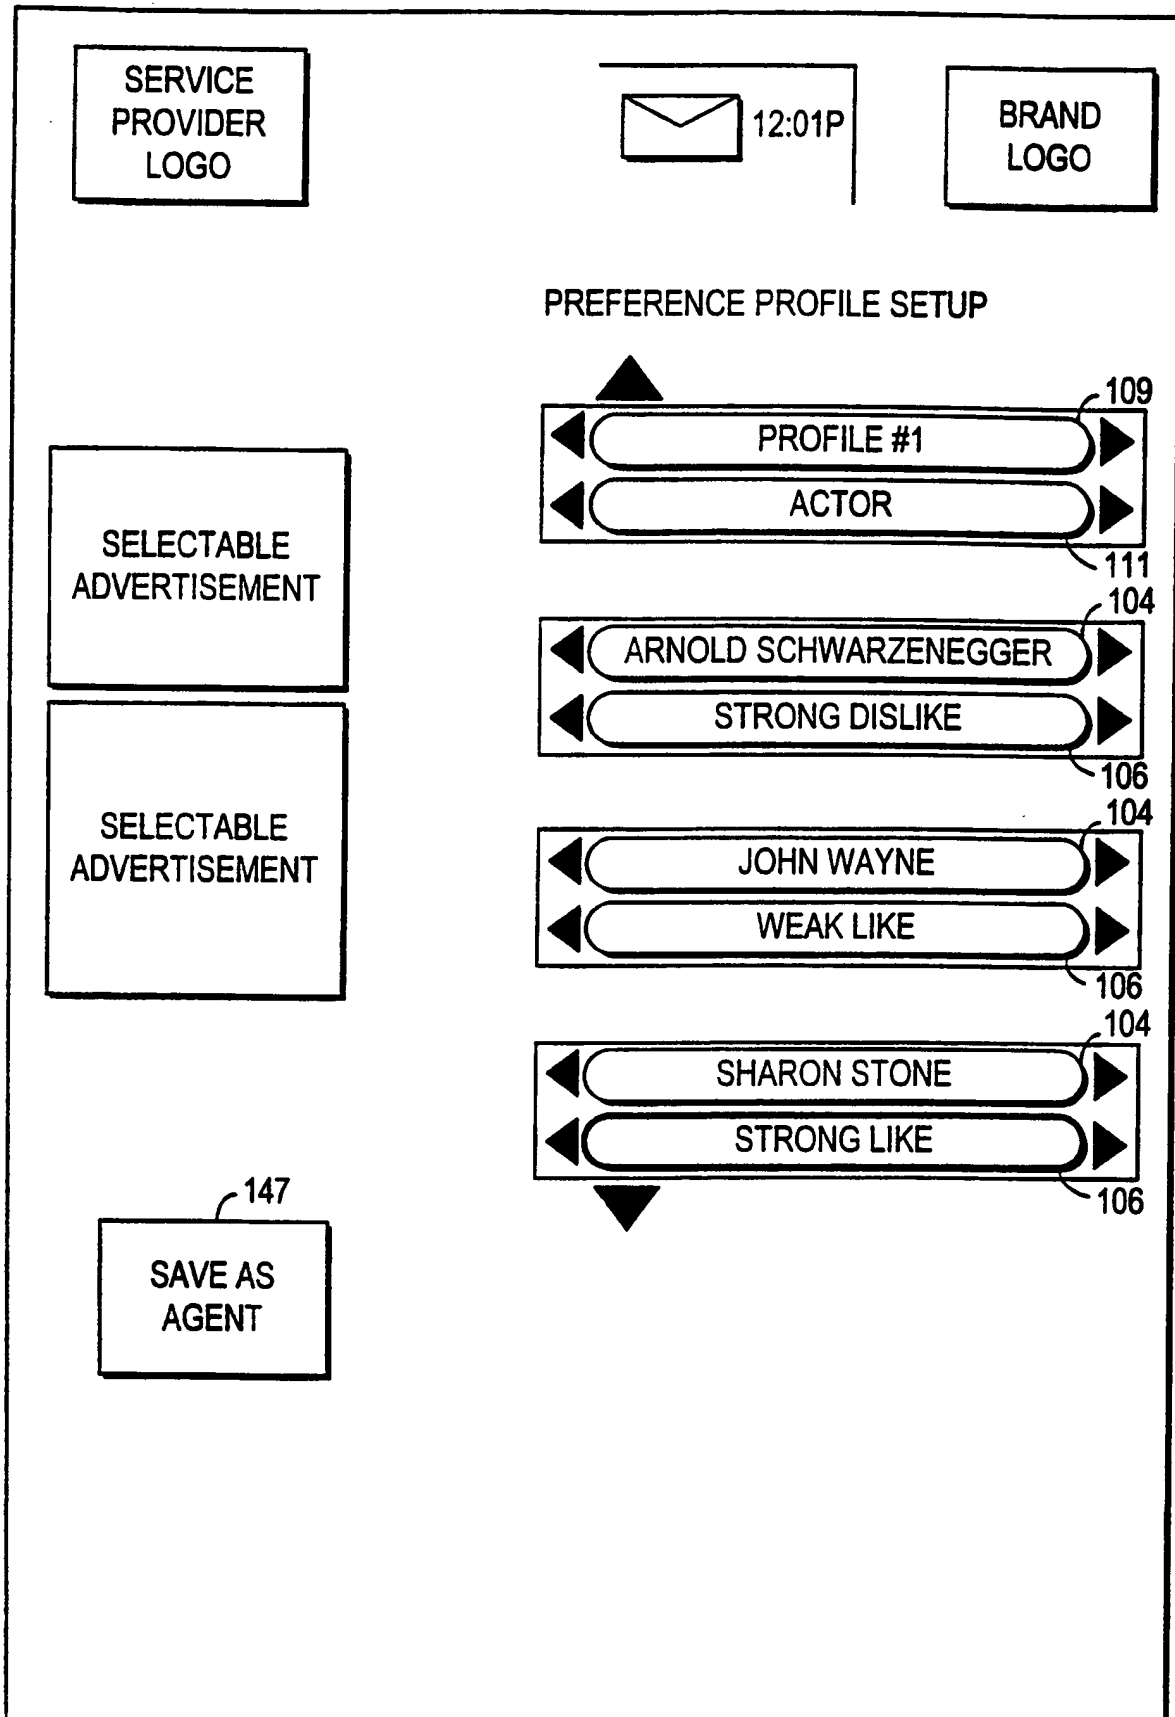 SERVICE
PROVIDER
LOGO
12:01P
BRAND
LOGO
PREFERENCE PROFILE SETUP
109
PROFILE #1
ACTOR
111
SELECTABLE
ADVERTISEMENT
104
ARNOLD SCHWARZENEGGER
STRONG DISLIKE
106
SELECTABLE
ADVERTISEMENT
104
JOHN WAYNE
WEAK LIKE
106
104
SHARON STONE
STRONG LIKE
106
147
SAVE AS
AGENT